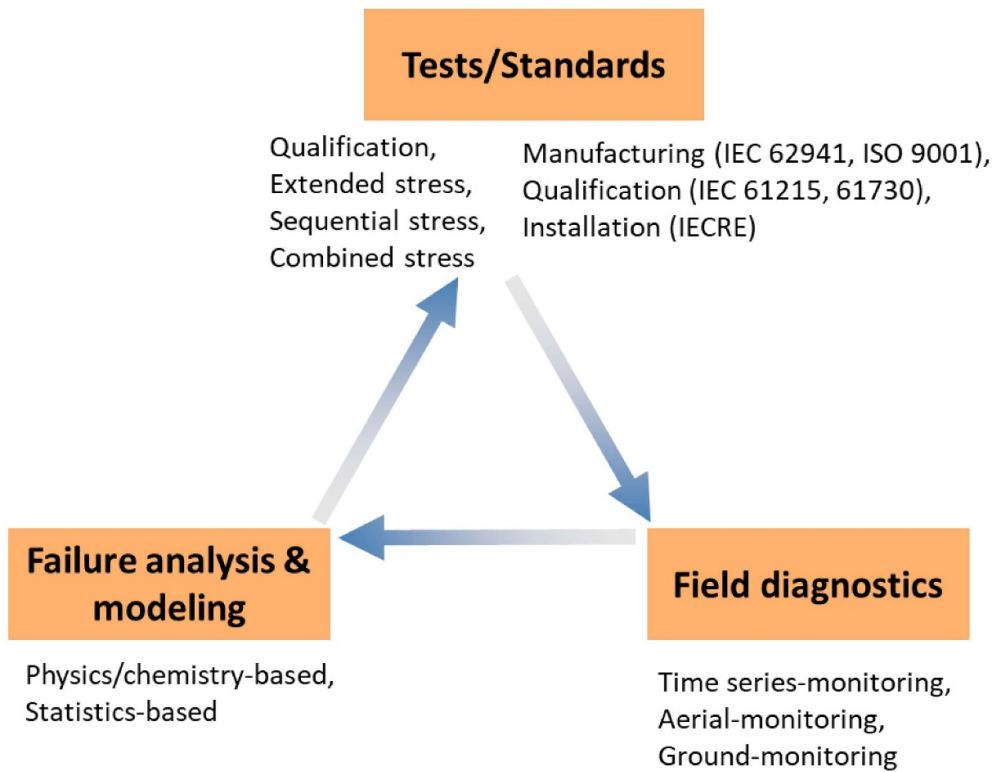 Tests/Standards
Qualification,
Extended stress,
Sequential stress,
Combined stress
Manufacturing (IEC 62941, ISO 9001),
Qualification (IEC 61215, 61730),
Installation (IECRE)
Failure analysis &
modeling
Physics/chemistry-based,
Statistics-based
Field diagnostics
Time series-monitoring,
Aerial-monitoring,
Ground-monitoring